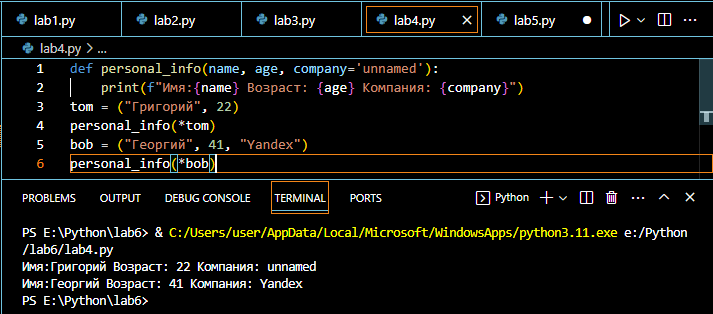 lab1.py lab2.py lab3.py lab4.py lab5.py
lab4.py > ...
1 def personal_info(name, age, company='unnamed'):
2 print(f"Имя:{name} Возраст: {age} Компания: {company}")
3 tom = ("Григорий", 22)
4 personal_info(*tom)
5 bob = ("Георгий", 41, "Yandex")
6 personal_info(*bob)
PROBLEMS OUTPUT DEBUG CONSOLE TERMINAL PORTS Python
PS E:\Python\lab6> & C:/Users/user/AppData/Local/Microsoft/WindowsApps/python3.11.exe e:/Python
/lab6/lab4.py
Имя:Григорий Возраст: 22 Компания: unnamed
Имя:Георгий Возраст: 41 Компания: Yandex
PS E:\Python\lab6>